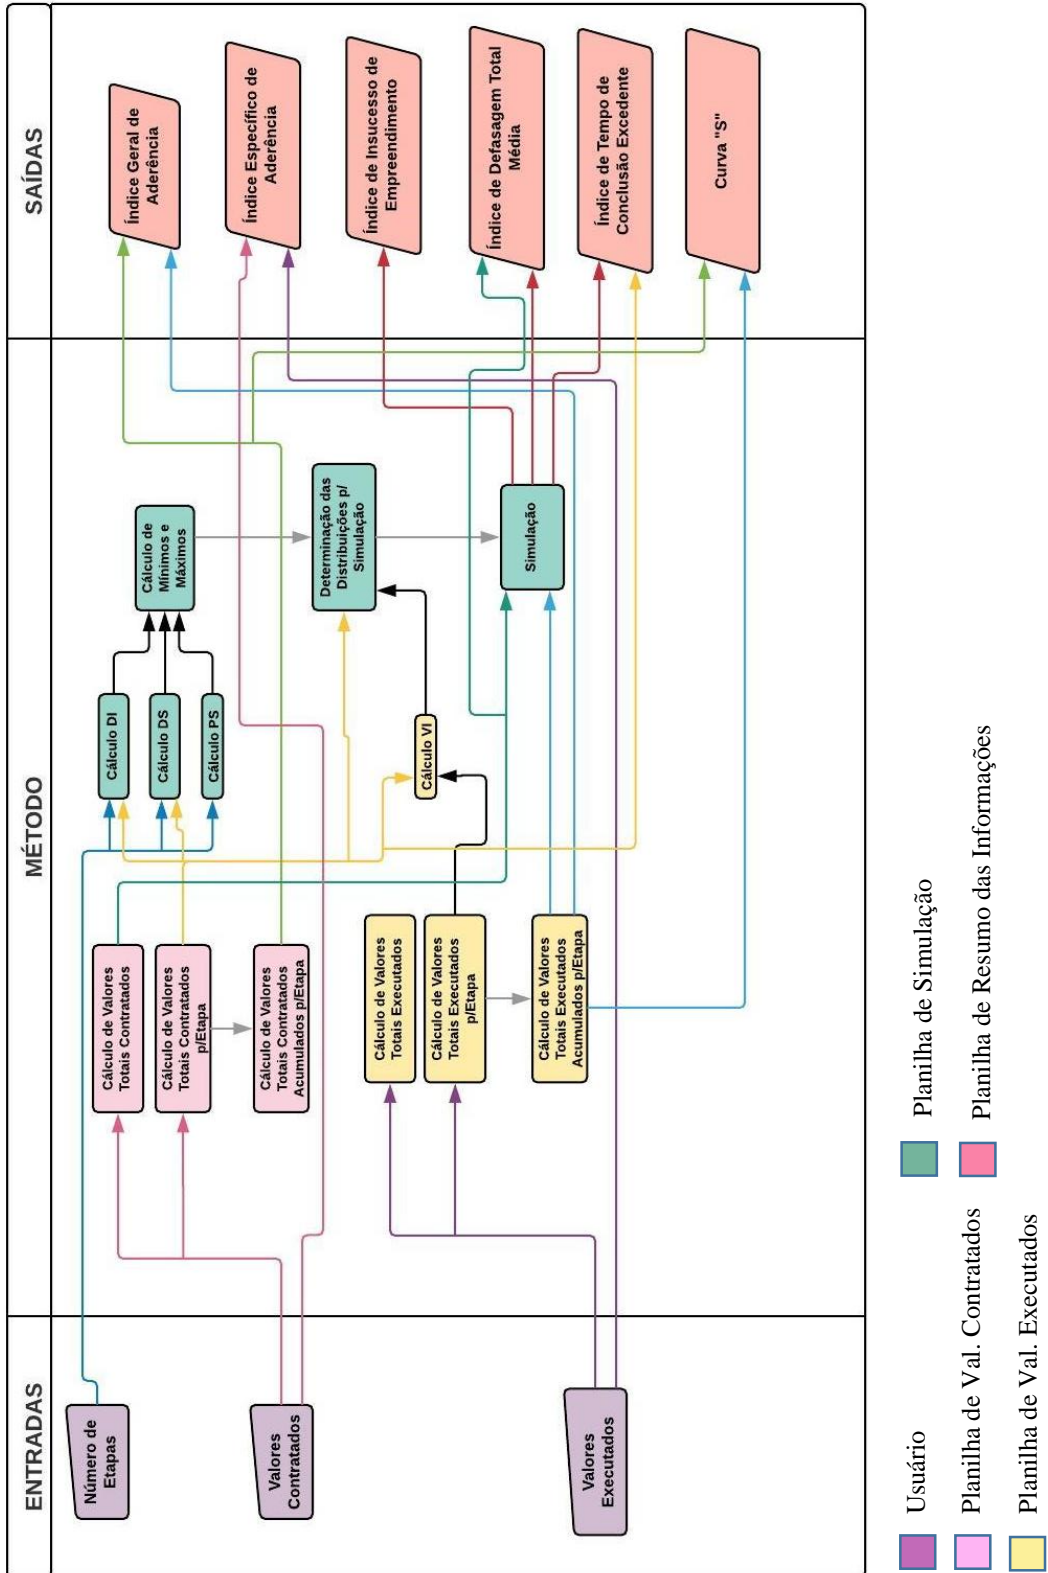 ENTRADAS
MÉTODO
SAÍDAS
Número de
Etapas
Valores
Contratados
Valores
Executados
Cálculo de Valores
Totais Contratados
Cálculo de Valores
Totais Contratados
p/Etapa
Cálculo de Valores
Totais Contratados
Acumulados p/Etapa
Cálculo de Valores
Totais Executados
Cálculo de Valores
Totais Executados
p/Etapa
Cálculo de Valores
Totais Executados
Acumulados p/Etapa
Cálculo DI
Cálculo DS
Cálculo PS
Cálculo VI
Cálculo de
Mínimos e
Máximos
Determinação das
Distribuições p/
Simulação
Simulação
Índice Geral de
Aderência
Índice Específico de
Aderência
Índice de Insucesso de
Empreendimento
Índice de Defasagem Total
Média
Índice de Tempo de
Conclusão Excedente
Curva "S"
Usuário
Planilha de Val. Contratados
Planilha de Val. Executados
Planilha de Simulação
Planilha de Resumo das Informações